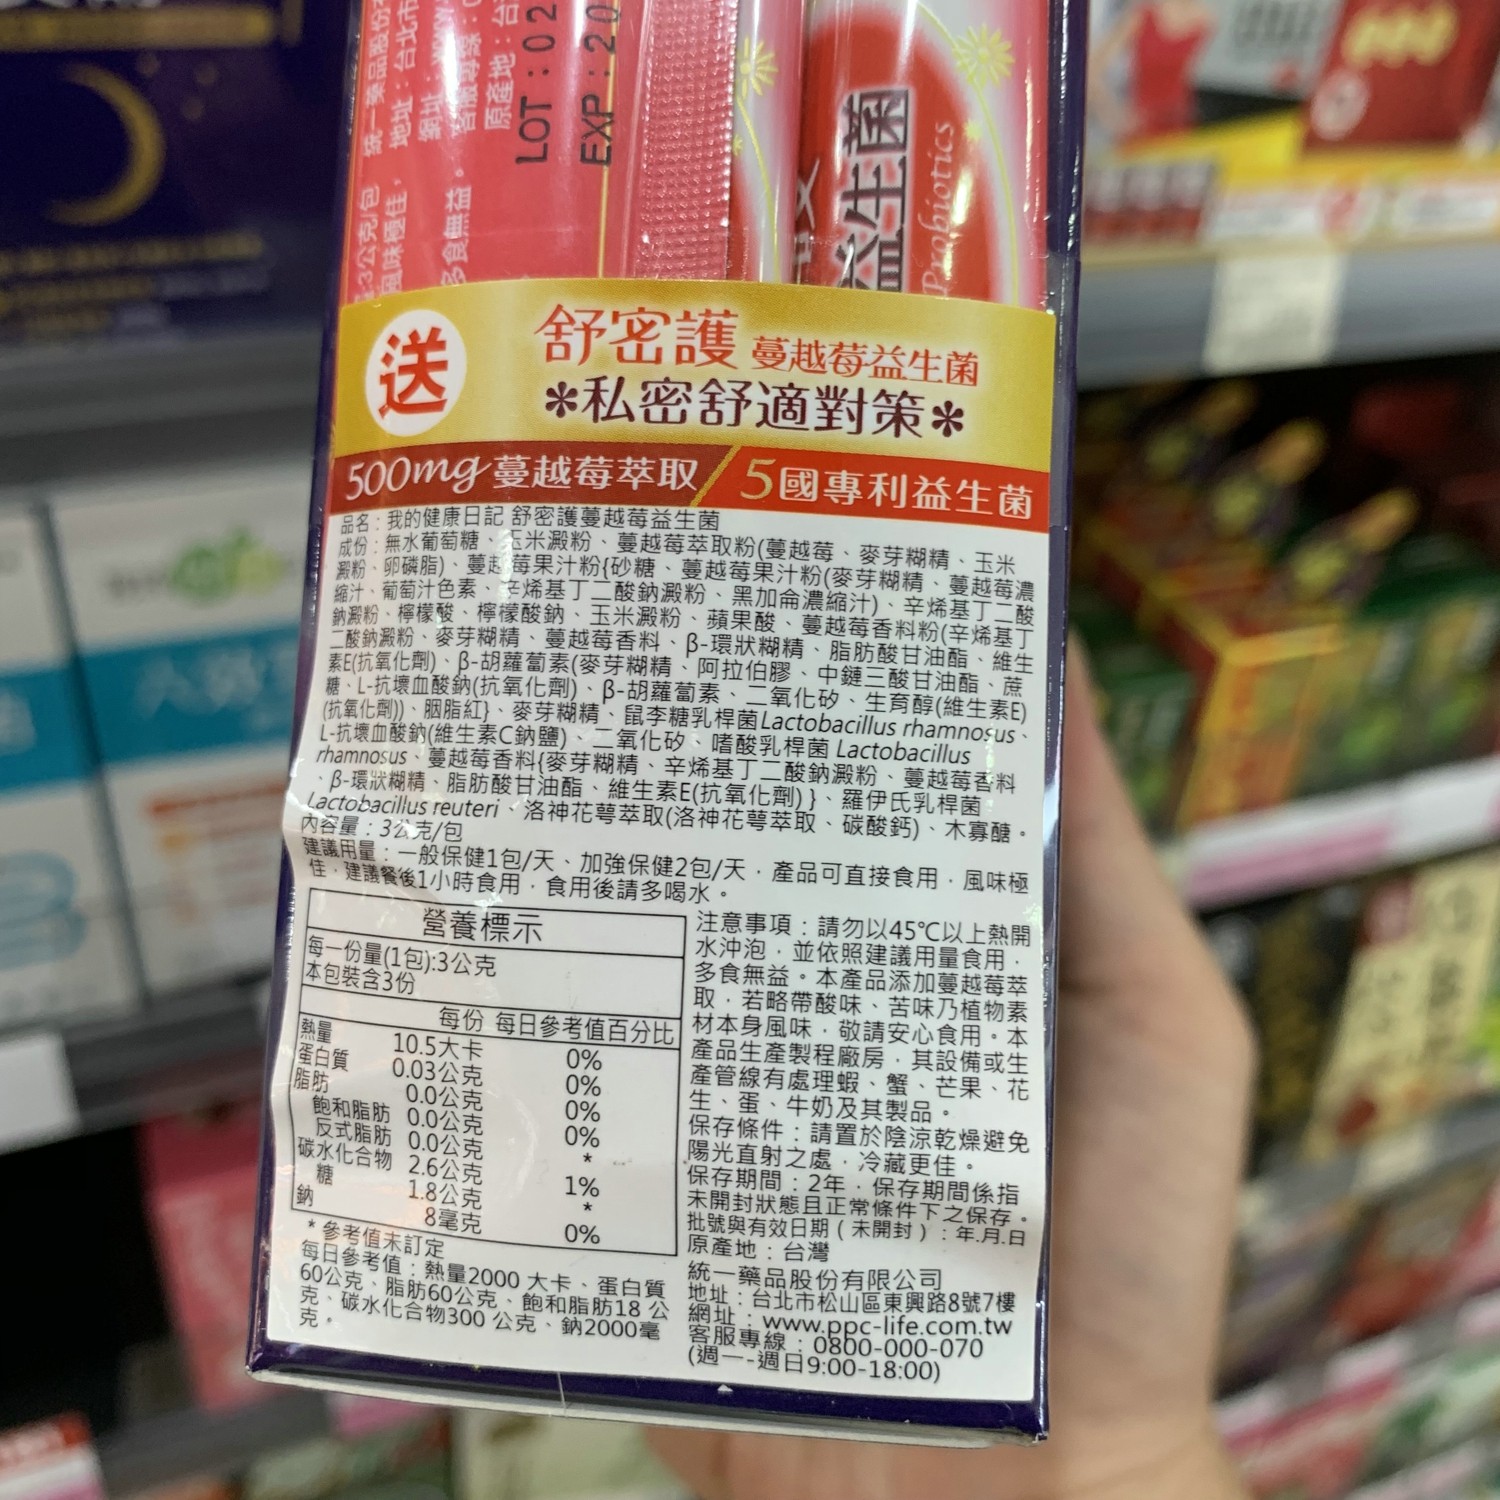 統一藥品股份
地址：台北市
網址：
客服專線：0
原產地：台
LOT：02
EXP：20
3公克/包
風味極佳，
多食無益。
益生菌
Probiotics
送
舒密護 蔓越莓益生菌
*私密舒適對策*
500mg 蔓越莓萃取/5國專利益生菌
品名：我的健康日記 舒密護蔓越莓益生菌
成份：無水葡萄糖、玉米澱粉、蔓越莓萃取粉(蔓越莓、麥芽糊精、玉米
澱粉、卵磷脂)、蔓越莓果汁粉{砂糖、蔓越莓果汁粉(麥芽糊精、蔓越莓濃
縮汁、葡萄汁色素、辛烯基丁二酸鈉澱粉、黑加侖濃縮汁)、辛烯基丁二酸
鈉澱粉、檸檬酸、檸檬酸鈉、玉米澱粉、蘋果酸、蔓越莓香料粉(辛烯基丁
二酸鈉澱粉、麥芽糊精、蔓越莓香料、β-環狀糊精、脂肪酸甘油酯、維生
素E(抗氧化劑)、β-胡蘿蔔素(麥芽糊精、阿拉伯膠、中鏈三酸甘油酯、蔗
糖、L-抗壞血酸鈉(抗氧化劑)、β-胡蘿蔔素、二氧化矽、生育醇(維生素E)
(抗氧化劑))、胭脂紅}、麥芽糊精、鼠李糖乳桿菌Lactobacillus rhamnosus、
L-抗壞血酸鈉(維生素C鈉鹽)、二氧化矽、嗜酸乳桿菌 Lactobacillus
rhamnosus、蔓越莓香料{麥芽糊精、辛烯基丁二酸鈉澱粉、蔓越莓香料
、β-環狀糊精、脂肪酸甘油酯、維生素E(抗氧化劑)}、羅伊氏乳桿菌
Lactobacillus reuteri、洛神花萼萃取(洛神花萼萃取、碳酸鈣)、木寡醣。
內容量：3公克/包
建議用量：一般保健1包/天、加強保健2包/天，產品可直接食用，風味極
佳，建議餐後1小時食用，食用後請多喝水。
營養標示
每一份量(1包):3公克
本包裝含3份
每份 每日參考值百分比
熱量 10.5大卡 0%
蛋白質 0.03公克 0%
脂肪 0.0公克 0%
飽和脂肪 0.0公克 0%
反式脂肪 0.0公克 *
碳水化合物 2.6公克 1%
糖 1.8公克 *
鈉 8毫克 0%
*參考值未訂定
每日參考值：熱量2000 大卡、蛋白質
60公克、脂肪60公克、飽和脂肪18 公
克、碳水化合物300 公克、鈉2000毫
克。
注意事項：請勿以45℃以上熱開
水沖泡，並依照建議用量食用，
多食無益。本產品添加蔓越莓萃
取，若略帶酸味、苦味乃植物素
材本身風味，敬請安心食用。本
產品生產製程廠房，其設備或生
產管線有處理蝦、蟹、芒果、花
生、蛋、牛奶及其製品。
保存條件：請置於陰涼乾燥避免
陽光直射之處，冷藏更佳。
保存期間：2年，保存期間係指
未開封狀態且正常條件下之保存。
批號與有效日期（未開封）：年.月.日
原產地：台灣
統一藥品股份有限公司
地址：台北市松山區東興路8號7樓
網址：www.ppc-life.com.tw
客服專線：0800-000-070
(週一-週日9:00-18:00)